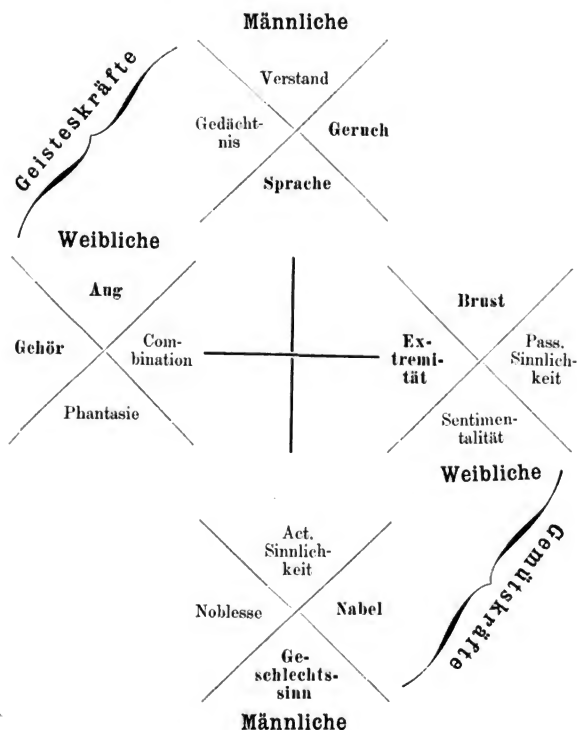 Männliche
Geisteskräfte
Verstand
Gedächt-
nis
Geruch
Sprache
Weibliche
Aug
Gehör
Com-
bination
Phantasie
Brust
Ex-
tremi-
tät
Pass.
Sinnlich-
keit
Sentimen-
talität
Weibliche
Gemütskräfte
Act.
Sinnlich-
keit
Noblesse
Nabel
Ge-
schlechts-
sinn
Männliche